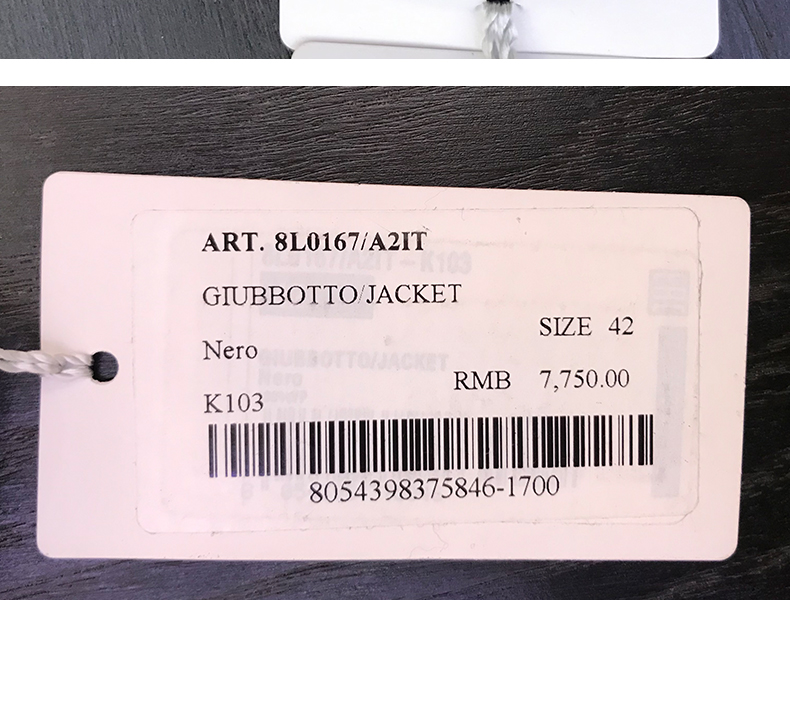 ART. 8L0167/A2IT
GIUBBOTTO/JACKET
SIZE 42
Nero
RMB 7,750.00
K103
8054398375846-1700